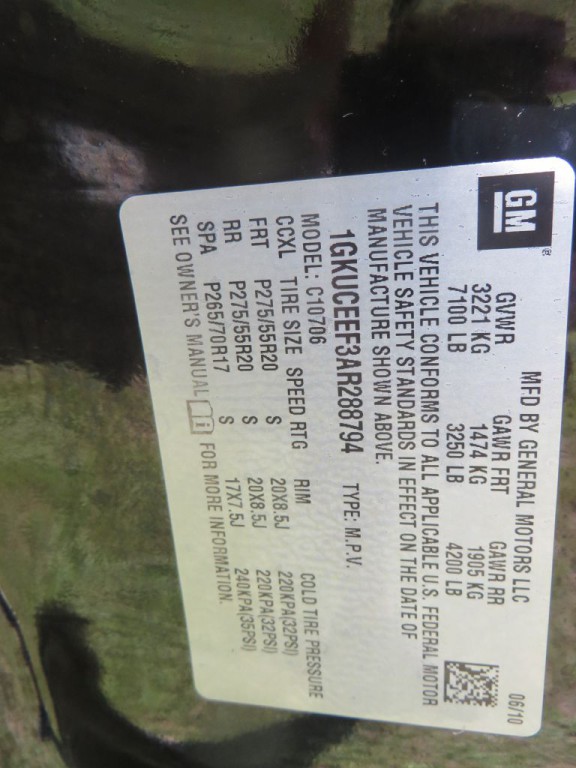 GM®
MFD BY GENERAL MOTORS LLC 06/10
GVWR GAWR FRT GAWR RR
3221 KG 1474 KG 1905 KG
7100 LB 3250 LB 4200 LB
THIS VEHICLE CONFORMS TO ALL APPLICABLE U.S. FEDERAL MOTOR
VEHICLE SAFETY STANDARDS IN EFFECT ON THE DATE OF
MANUFACTURE SHOWN ABOVE.
1GKUCEEF3AR288794 TYPE: M.P.V.
MODEL: C10706
CCXL TIRE SIZE SPEED RTG RIM COLD TIRE PRESSURE
FRT P275/55R20 S 20X8.5J 220KPA(32PSI)
RR P275/55R20 S 20X8.5J 220KPA(32PSI)
SPA P265/70R17 S 17X7.5J 240KPA(35PSI)
SEE OWNER'S MANUAL FOR MORE INFORMATION.